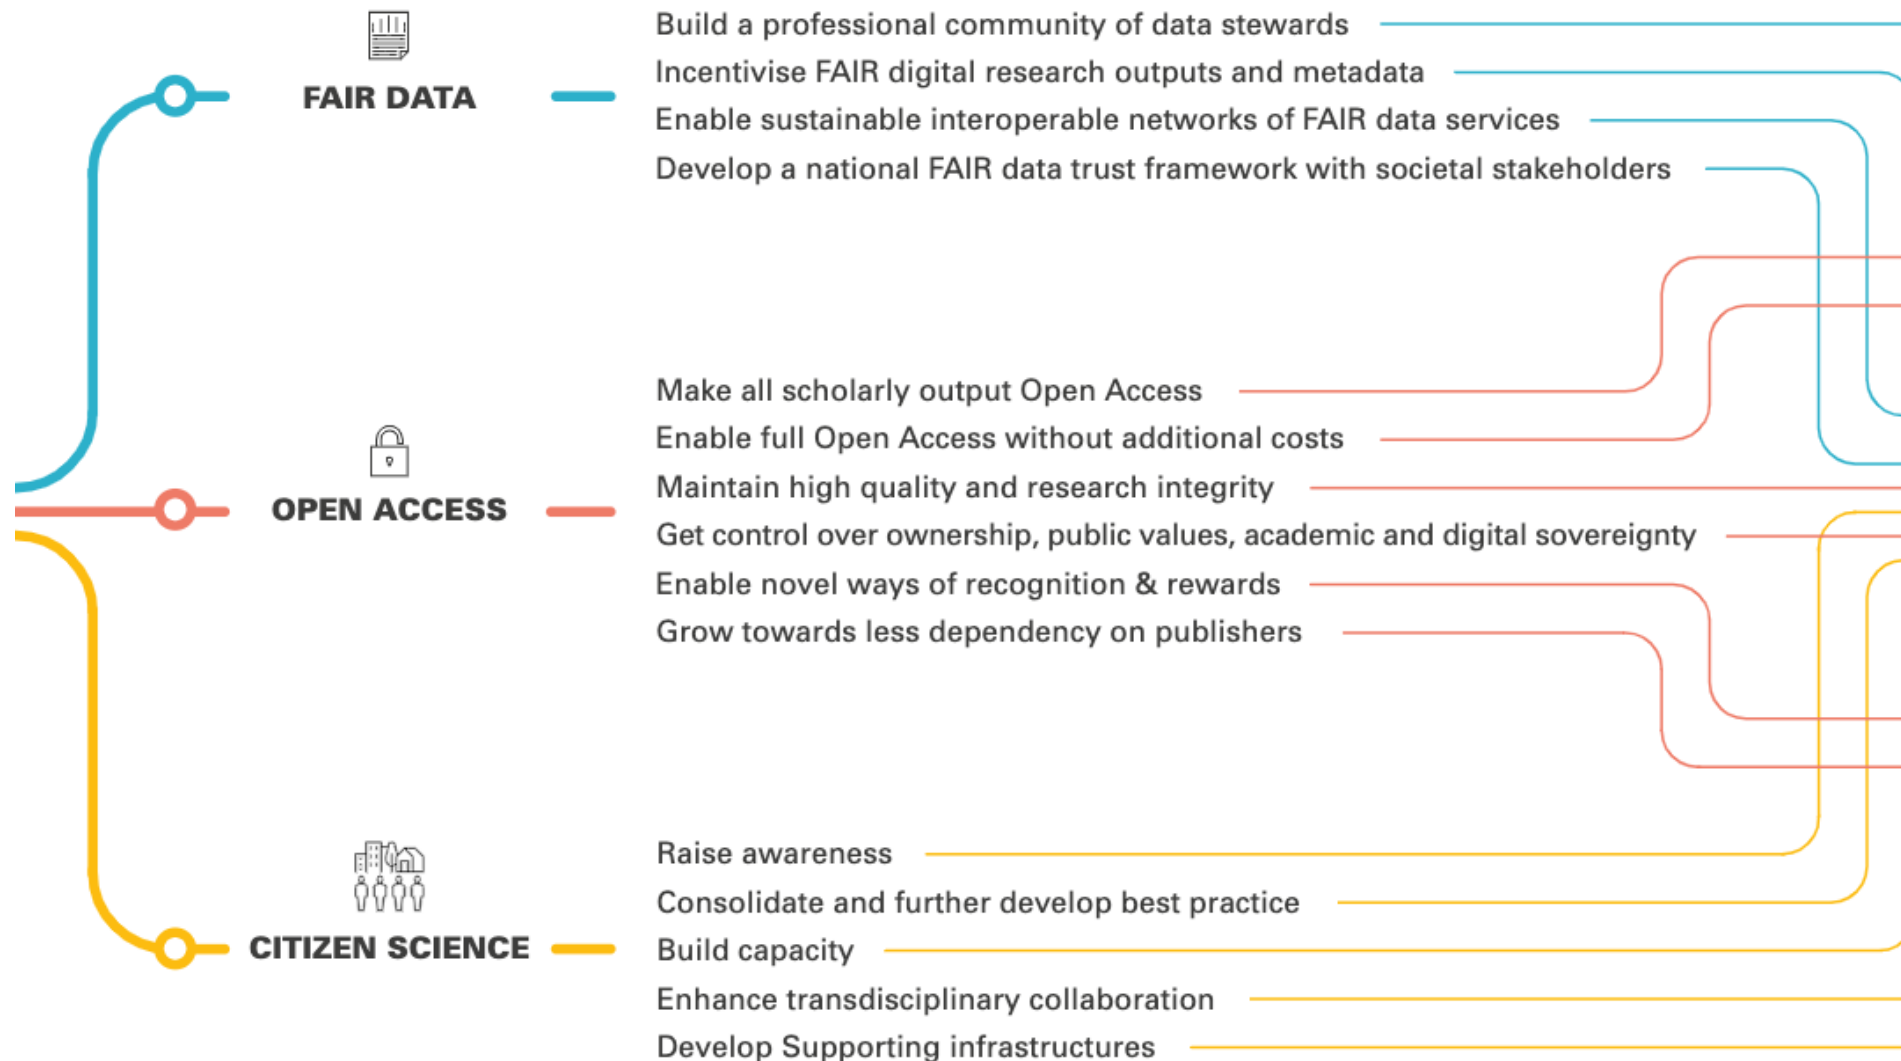 FAIR DATA
Build a professional community of data stewards
Incentivise FAIR digital research outputs and metadata
Enable sustainable interoperable networks of FAIR data services
Develop a national FAIR data trust framework with societal stakeholders
OPEN ACCESS
Make all scholarly output Open Access
Enable full Open Access without additional costs
Maintain high quality and research integrity
Get control over ownership, public values, academic and digital sovereignty
Enable novel ways of recognition & rewards
Grow towards less dependency on publishers
CITIZEN SCIENCE
Raise awareness
Consolidate and further develop best practice
Build capacity
Enhance transdisciplinary collaboration
Develop Supporting infrastructures